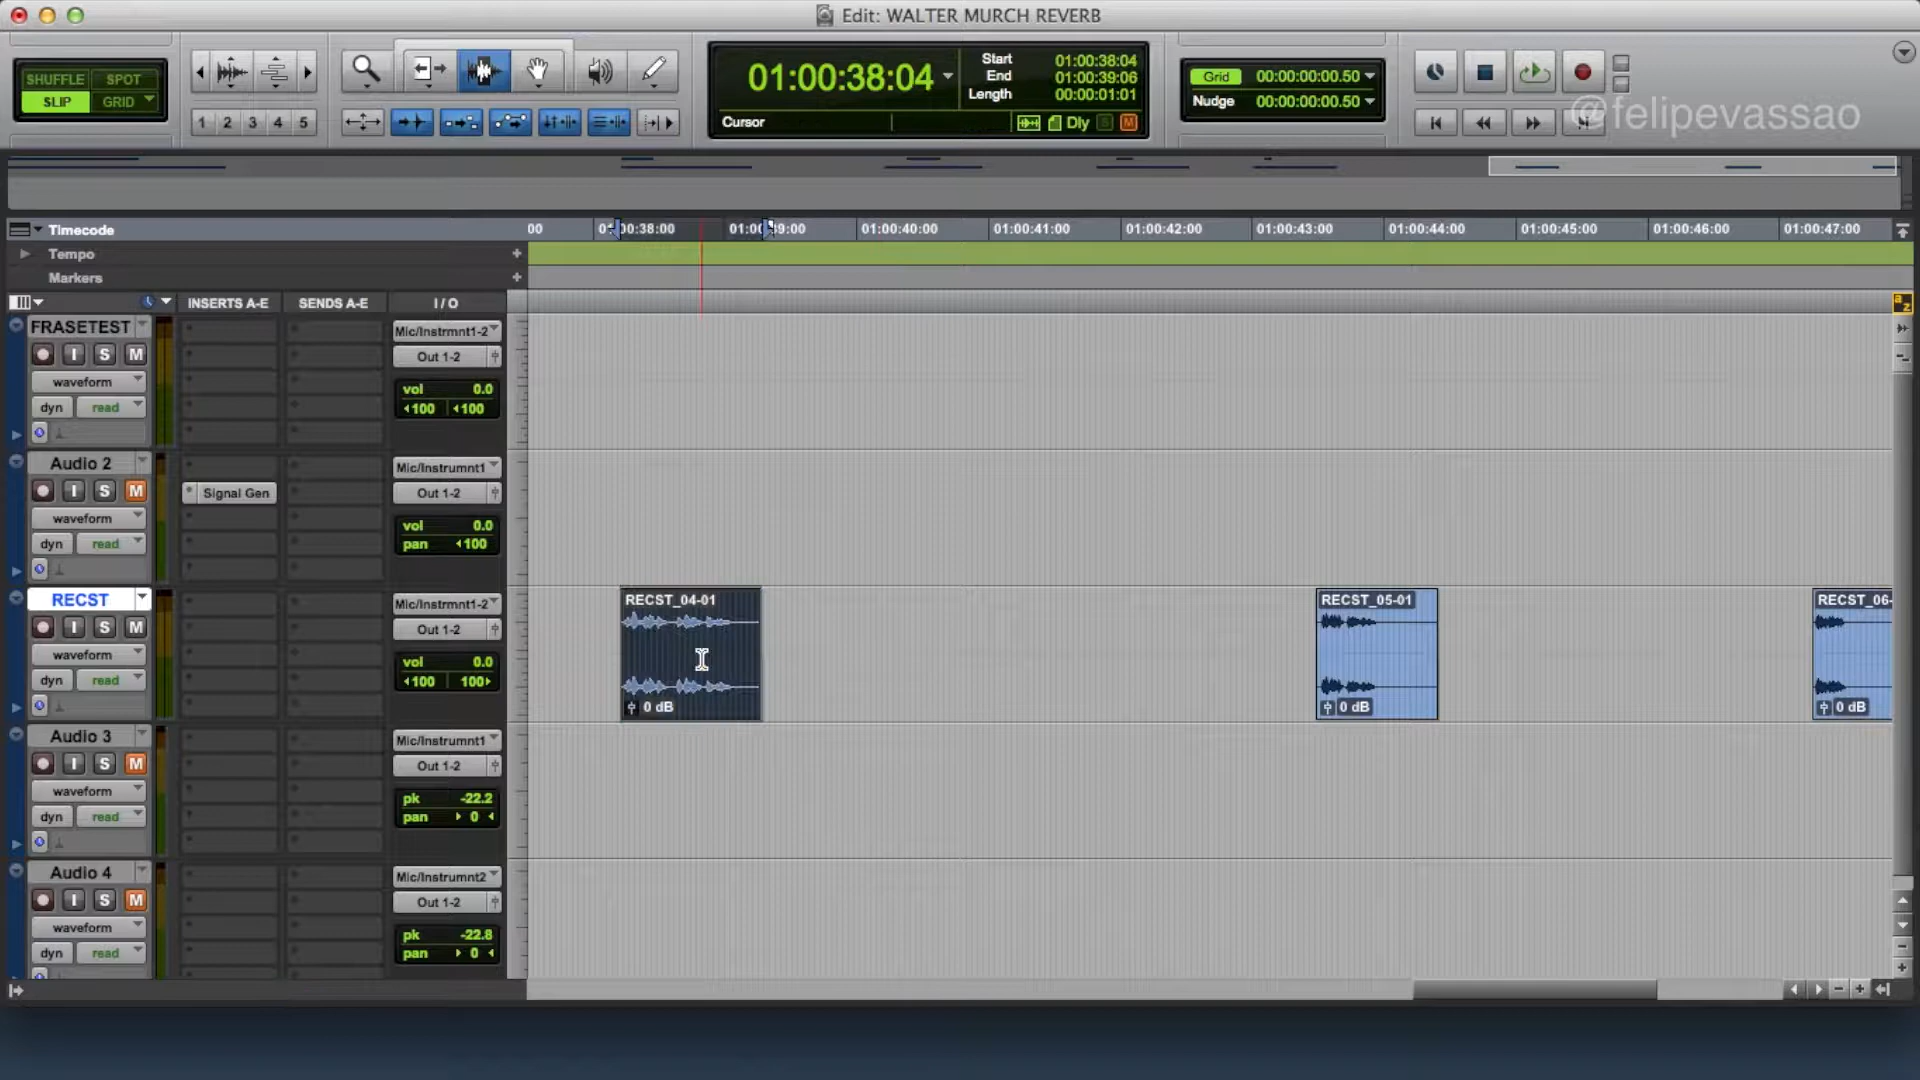 Edit: WALTER MURCH REVERB
SHUFFLE SPOT
SLIP GRID
1 2 3 4 5
01:00:38:04
Start 01:00:38:04
End 01:00:39:06
Length 00:00:01:01
Cursor
Dly S M
Grid 00:00:00:00.50
Nudge 00:00:00:00.50
@felipevassao
Timecode
00 01:00:38:00 01:00:39:00 01:00:40:00 01:00:41:00 01:00:42:00 01:00:43:00 01:00:44:00 01:00:45:00 01:00:46:00 01:00:47:00
Tempo
Markers
INSERTS A-E SENDS A-E I / O
a z
FRASETEST
I S M
waveform
dyn read
Mic/Instrmnt1-2
Out 1-2
vol 0.0
100 100
Audio 2
I S M
waveform
dyn read
Signal Gen
Mic/Instrumnt1
Out 1-2
vol 0.0
pan 100
RECST
I S M
waveform
dyn read
Mic/Instrmnt1-2
Out 1-2
vol 0.0
100 100
RECST_04-01
0 dB
RECST_05-01
0 dB
RECST_06-
0 dB
Audio 3
I S M
waveform
dyn read
Mic/Instrumnt1
Out 1-2
pk -22.2
pan 0
Audio 4
I S M
waveform
dyn read
Mic/Instrumnt2
Out 1-2
pk -22.8
pan 0